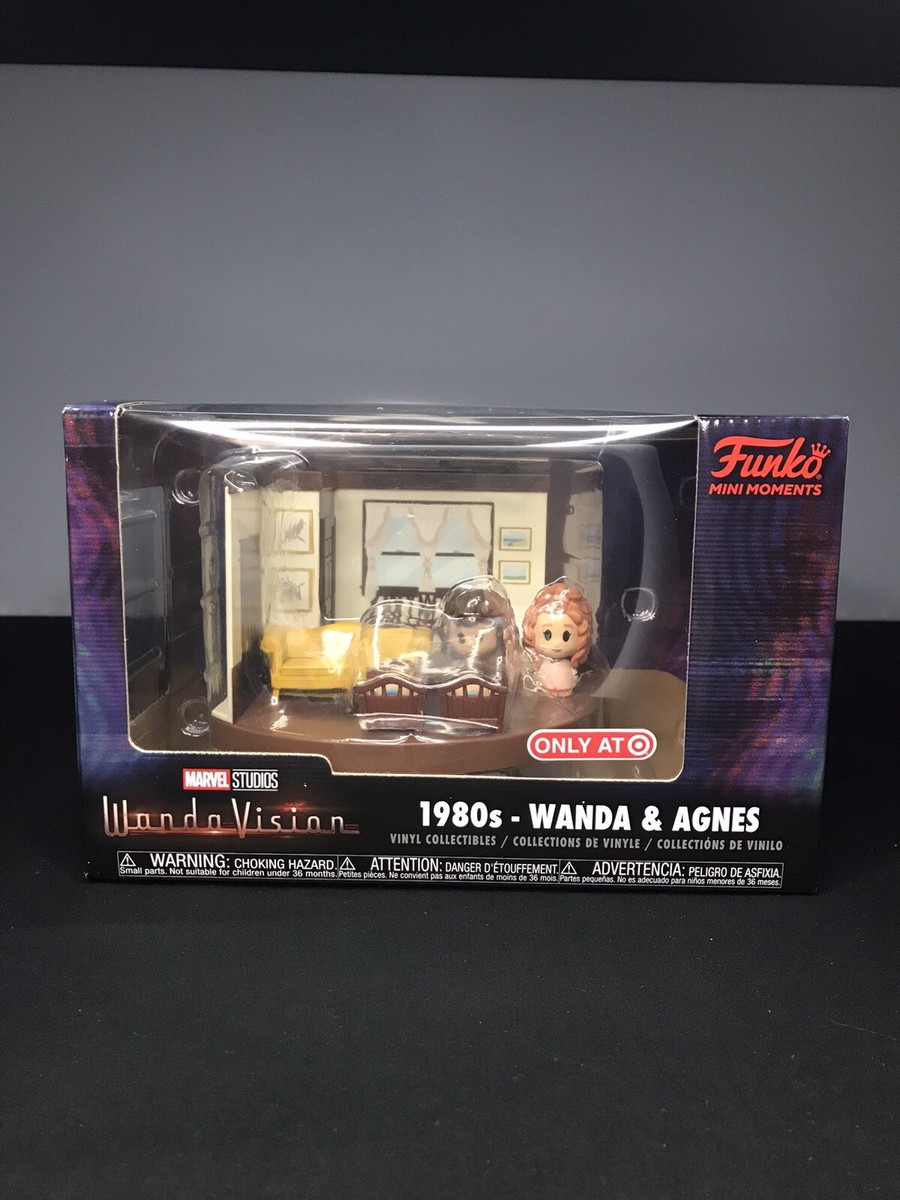 Funko
MINI MOMENTS
ONLY AT
MARVEL STUDIOS
WandaVision
1980s - WANDA & AGNES
VINYL COLLECTIBLES / COLLECTIONS DE VINYLE / COLLECCIÓNS DE VINILO
WARNING: CHOKING HAZARD.
Small parts. Not suitable for children under 36 months.
ATTENTION: DANGER D'ÉTOUFFEMENT.
Petites pièces. Ne convient pas aux enfants de moins de 36 mois.
ADVERTENCIA: PELIGRO DE ASFIXIA.
Partes pequeñas. No es adecuado para niños menores de 36 meses.